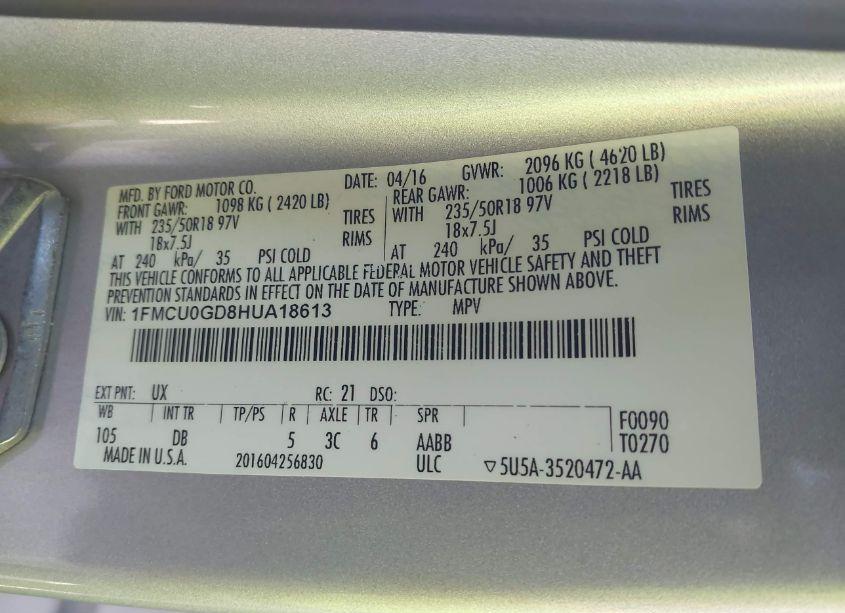 MFD. BY FORD MOTOR CO. DATE: 04/16 GVWR: 2096 KG ( 4620 LB)
FRONT GAWR: 1098 KG ( 2420 LB) REAR GAWR: 1006 KG ( 2218 LB)
WITH 235/50R18 97V TIRES WITH 235/50R18 97V TIRES
18x7.5J RIMS 18x7.5J RIMS
AT 240 kPa/ 35 PSI COLD AT 240 kPa/ 35 PSI COLD
THIS VEHICLE CONFORMS TO ALL APPLICABLE FEDERAL MOTOR VEHICLE SAFETY AND THEFT
PREVENTION STANDARDS IN EFFECT ON THE DATE OF MANUFACTURE SHOWN ABOVE.
VIN: 1FMCU0GD8HUA18613 TYPE: MPV
EXT PNT: UX RC: 21 DSO:
WB INT TR TP/PS R AXLE TR SPR F0090
105 DB 5 3C 6 AABB T0270
MADE IN U.S.A. 201604256830 ULC ▽5U5A-3520472-AA